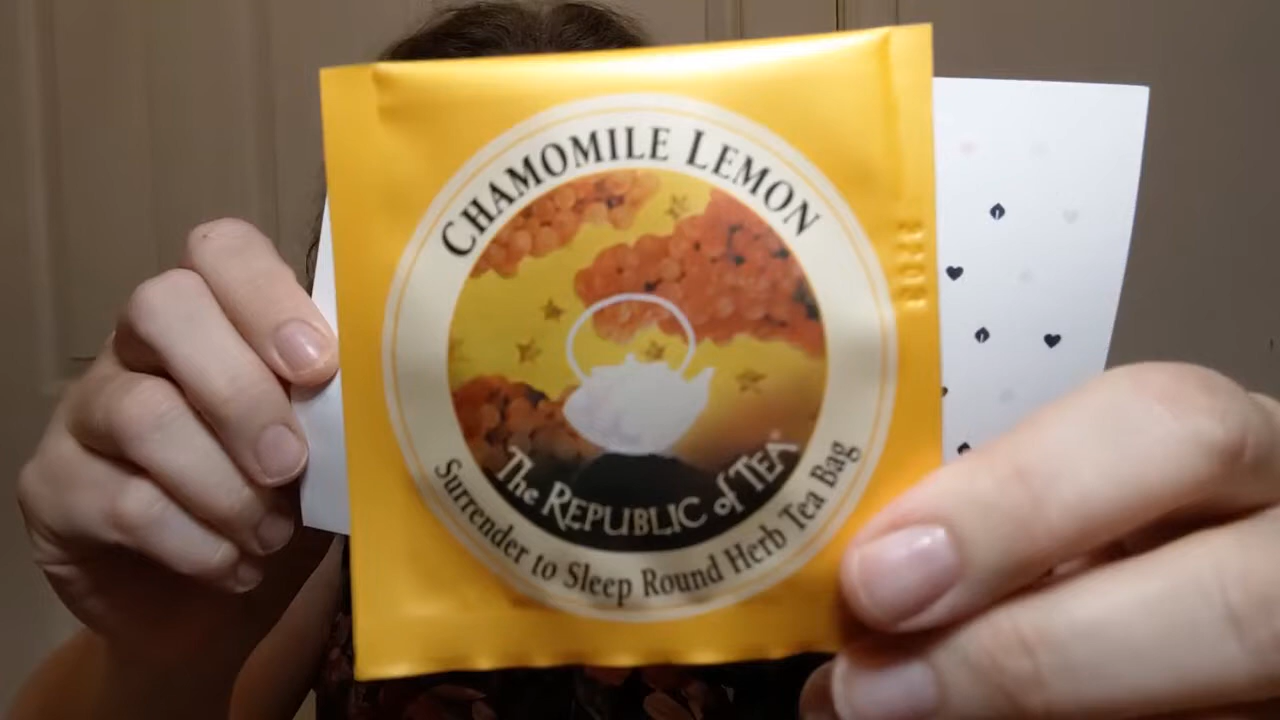 CHAMOMILE LEMON
The REPUBLIC of TEA
Surrender to Sleep Round Herb Tea Bag